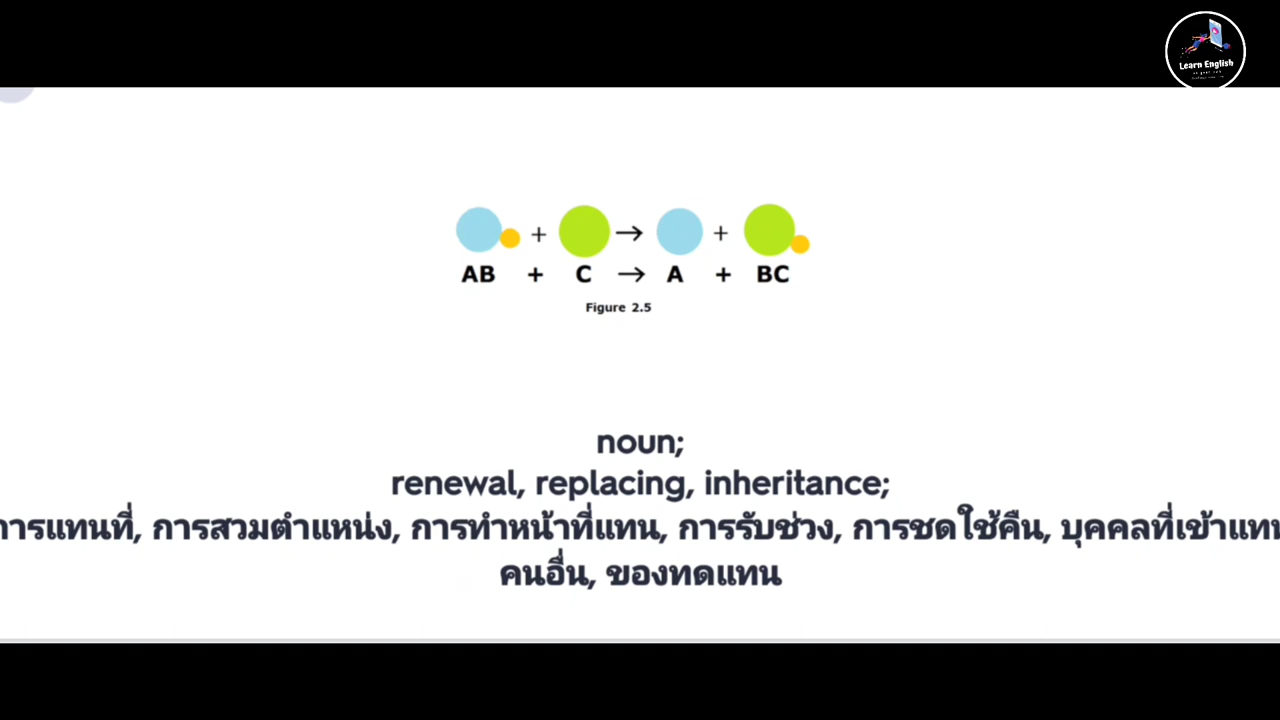 Learn English
+ → +
AB + C → A + BC
Figure 2.5
noun;
renewal, replacing, inheritance;
การแทนที่, การสวมตำแหน่ง, การทำหน้าที่แทน, การรับช่วง, การชดใช้คืน, บุคคลที่เข้าแทน
คนอื่น, ของทดแทน